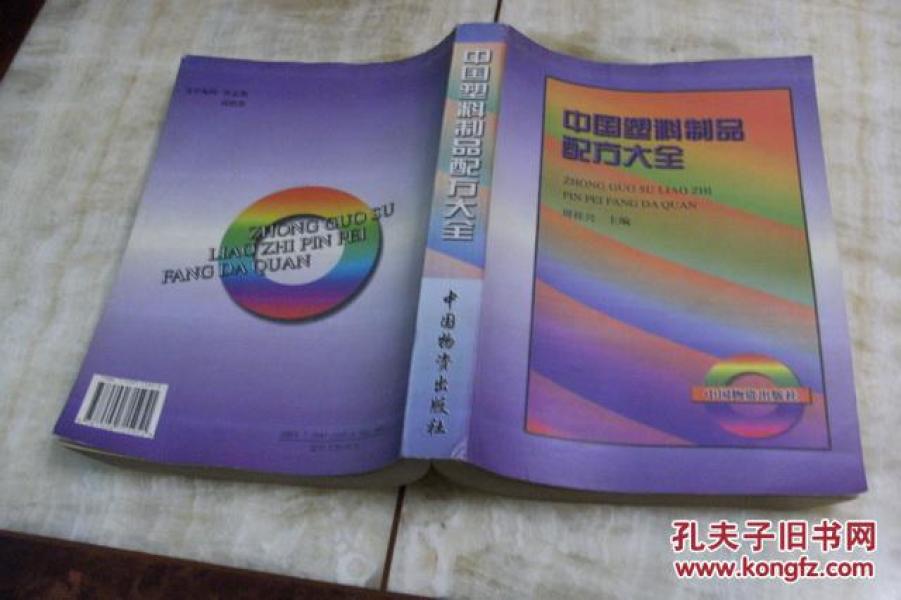 中国塑料制品
配方大全
ZHONG GUO SU LIAO ZHI
PIN PEI FANG DA QUAN
主编
中国物资出版社
中国塑料制品配方大全
中国物资出版社
ZHONG GUO SU
LIAO ZHI PIN PEI
FANG DA QUAN
孔夫子旧书网
www.kongfz.com